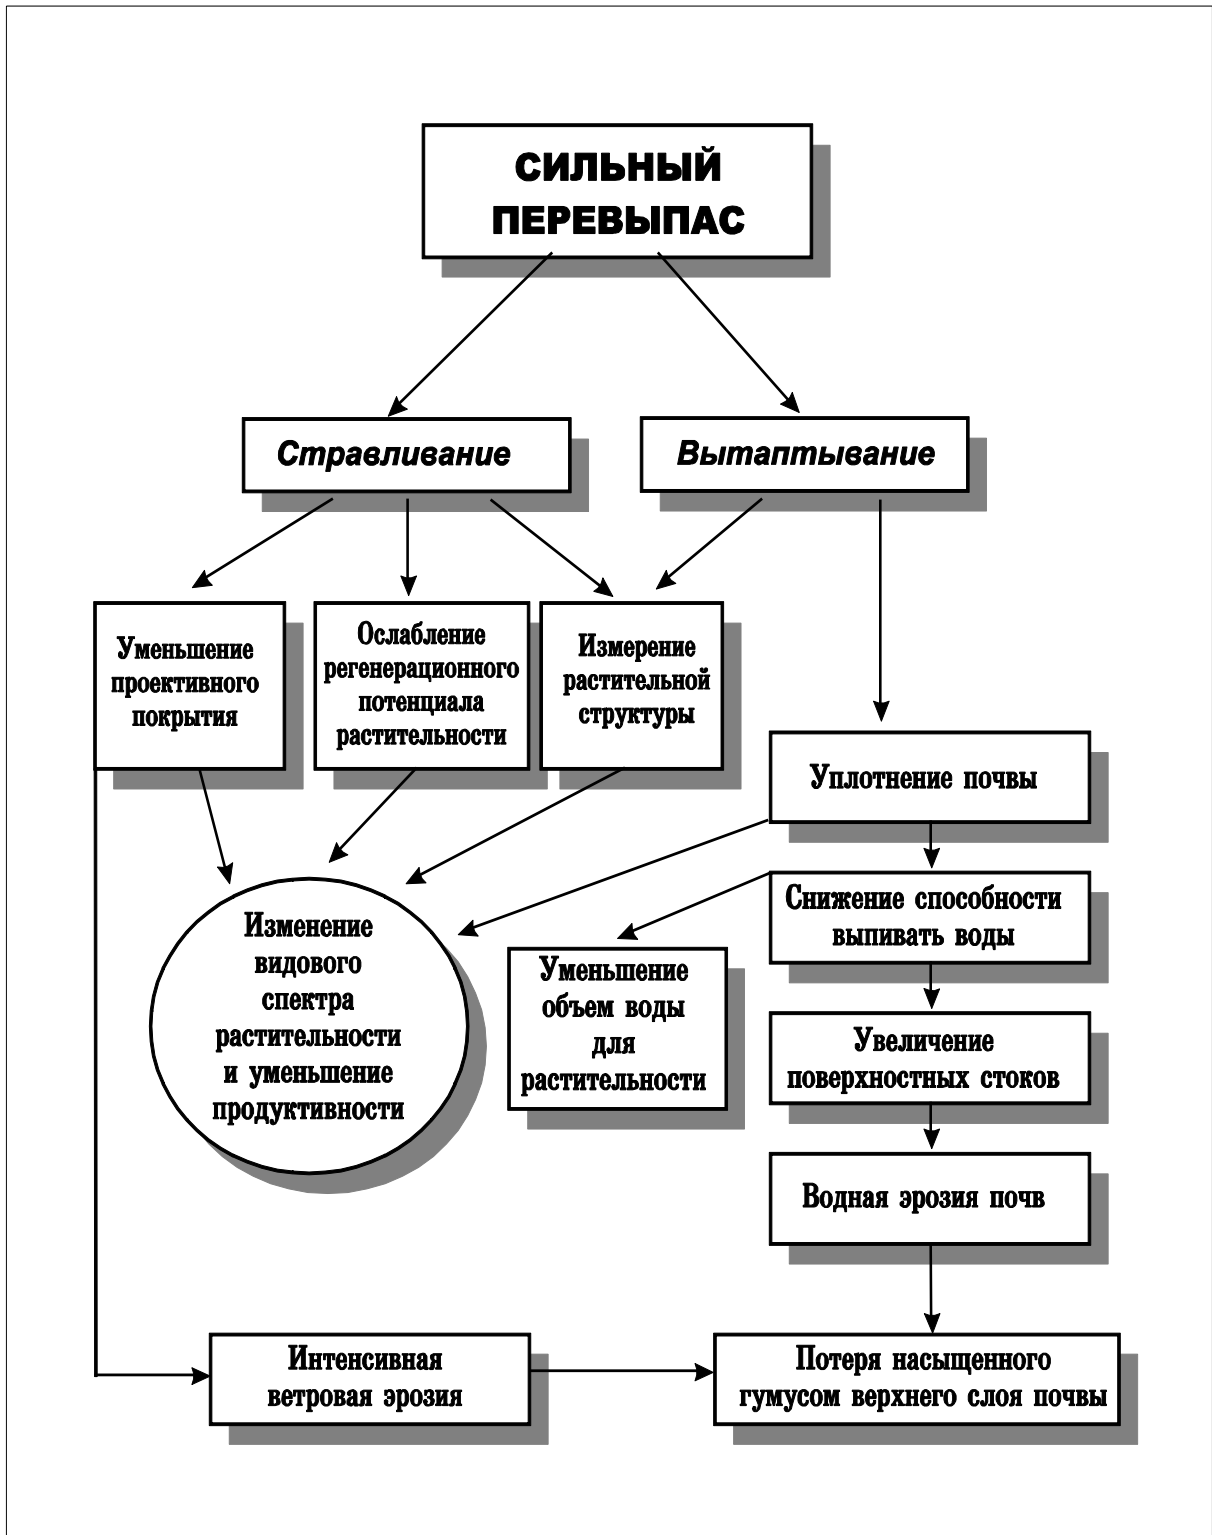 СИЛЬНЫЙ
ПЕРЕВЫПАС
Стравливание
Вытаптывание
Уменьшение
проективного
покрытия
Ослабление
регенерационного
потенциала
растительности
Измерение
растительной
структуры
Уплотнение почвы
Снижение способности
выпивать воды
Изменение
видового
спектра
растительности
и уменьшение
продуктивности
Уменьшение
объем воды
для
растительности
Увеличение
поверхностных стоков
Водная эрозия почв
Интенсивная
ветровая эрозия
Потеря насыщенного
гумусом верхнего слоя почвы